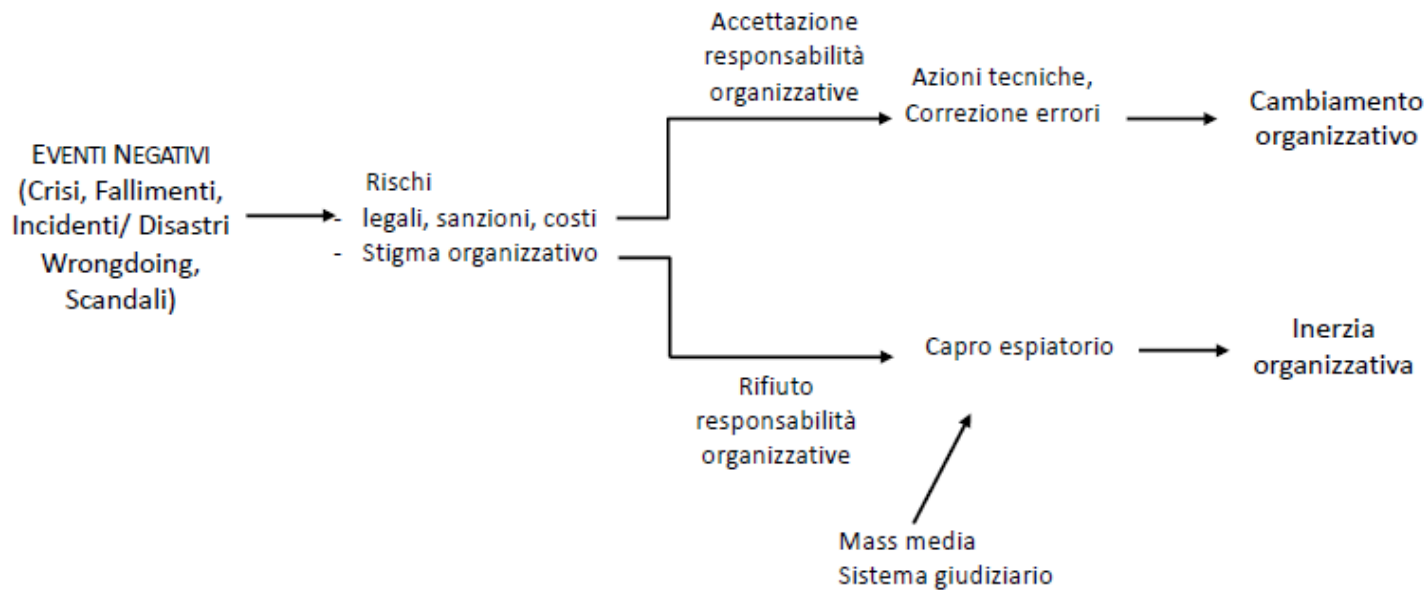 EVENTI NEGATIVI
(Crisi, Fallimenti,
Incidenti/ Disastri
Wrongdoing,
Scandali)
Rischi
- legali, sanzioni, costi
- Stigma organizzativo
Accettazione
responsabilità
organizzative
Azioni tecniche,
Correzione errori
Cambiamento
organizzativo
Rifiuto
responsabilità
organizzative
Capro espiatorio
Inerzia
organizzativa
Mass media
Sistema giudiziario